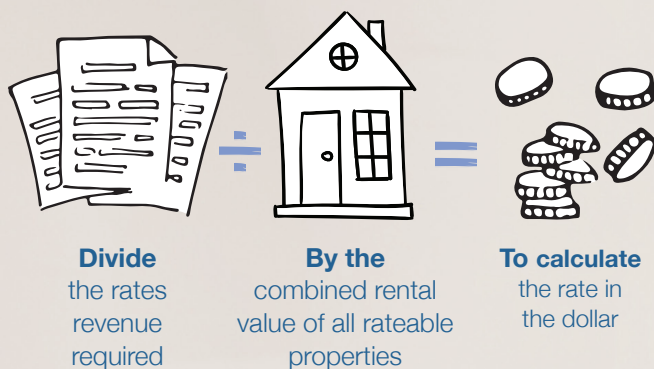 Divide
the rates
revenue
required
By the
combined rental
value of all rateable
properties
To calculate
the rate in
the dollar